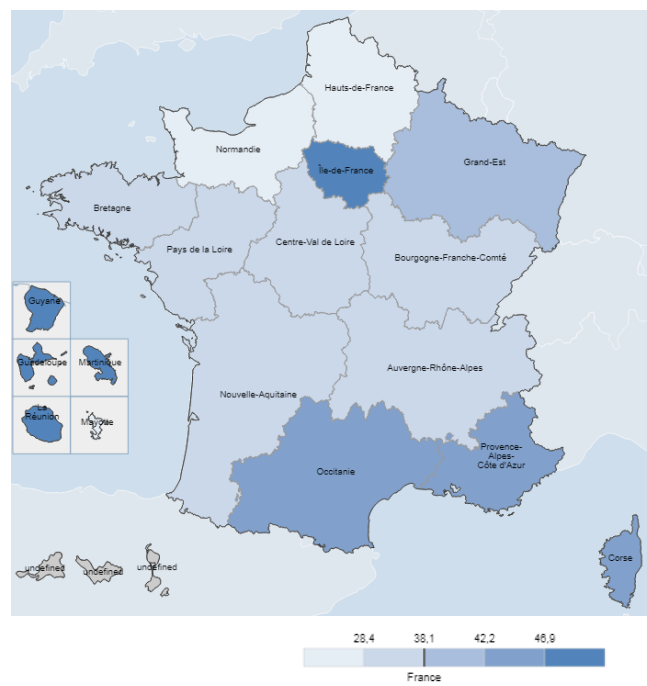 Hauts-de-France
Normandie
Île-de-France
Grand-Est
Bretagne
Pays de la Loire
Centre-Val de Loire
Bourgogne-Franche-Comté
Guyane
Guadeloupe
Martinique
La
Réunion
Mayotte
Auvergne-Rhône-Alpes
Nouvelle-Aquitaine
Provence-
Alpes-
Côte d'Azur
Occitanie
Corse
undefined
undefined
undefined
28,4 38,1 42,2 46,9
France